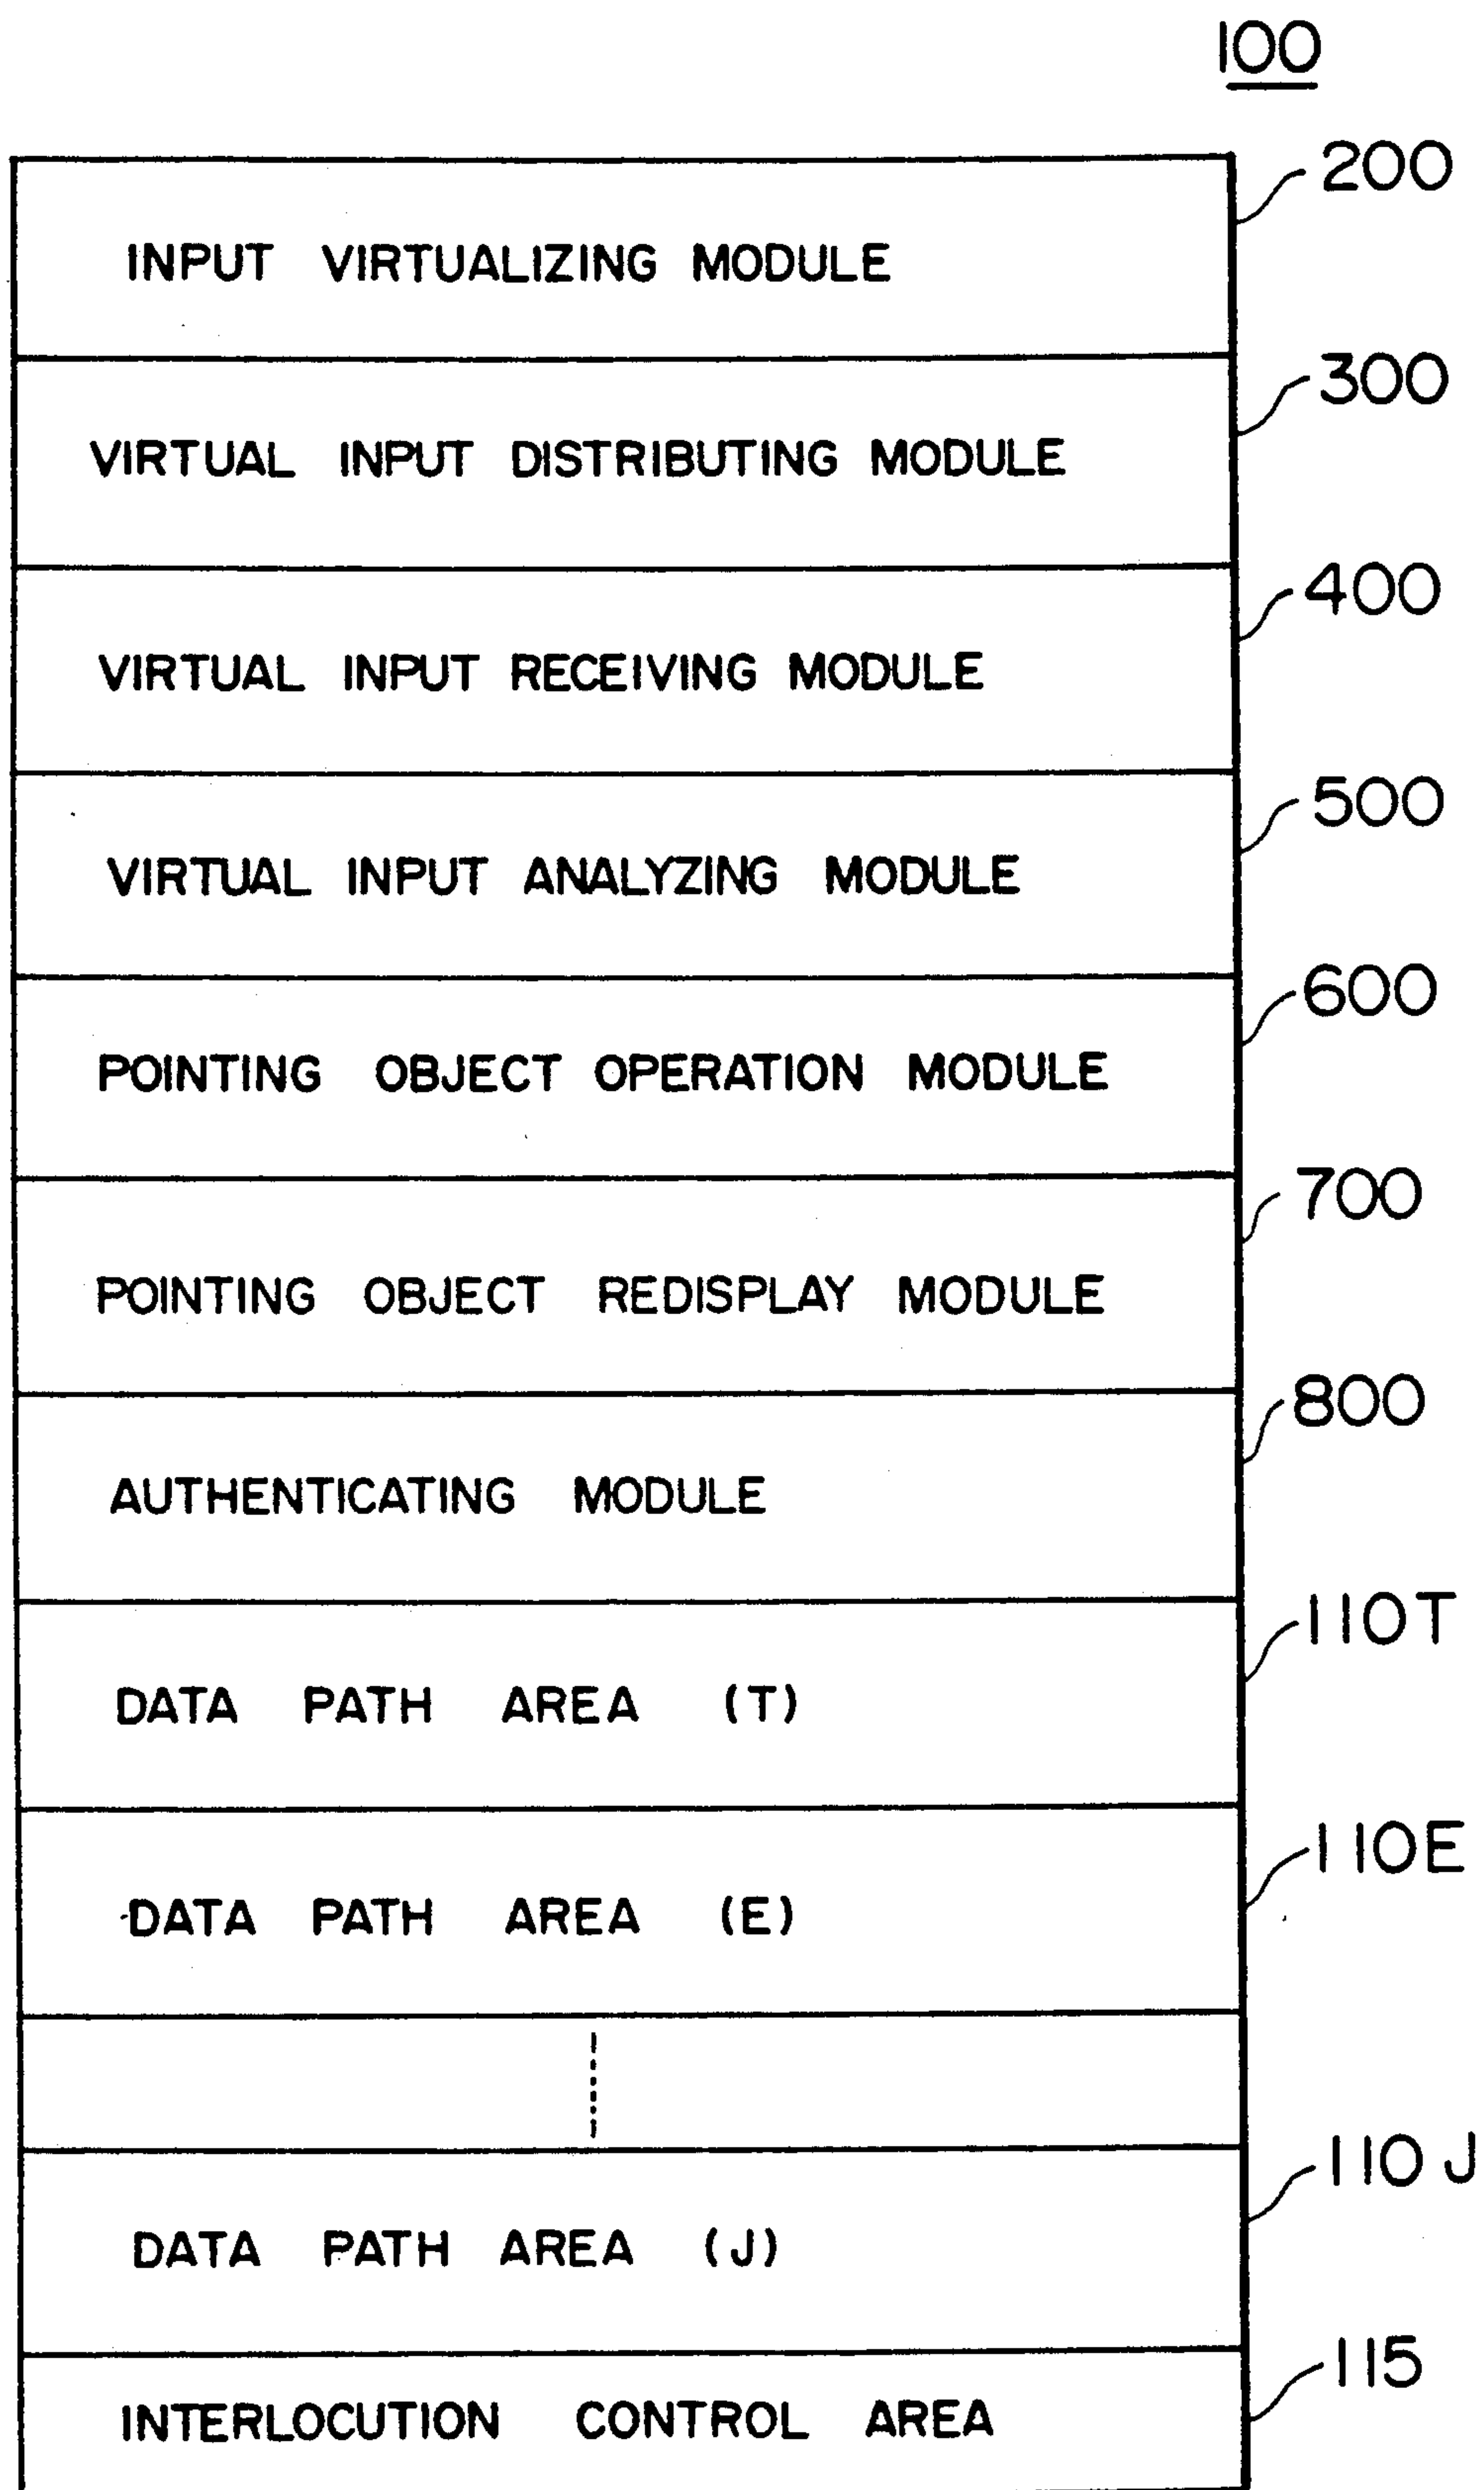 100
200
INPUT VIRTUALIZING MODULE
300
VIRTUAL INPUT DISTRIBUTING MODULE
400
VIRTUAL INPUT RECEIVING MODULE
500
VIRTUAL INPUT ANALYZING MODULE
600
POINTING OBJECT OPERATION MODULE
700
POINTING OBJECT REDISPLAY MODULE
800
AUTHENTICATING MODULE
110T
DATA PATH AREA (T)
110E
DATA PATH AREA (E)
110J
DATA PATH AREA (J)
115
INTERLOCUTION CONTROL AREA